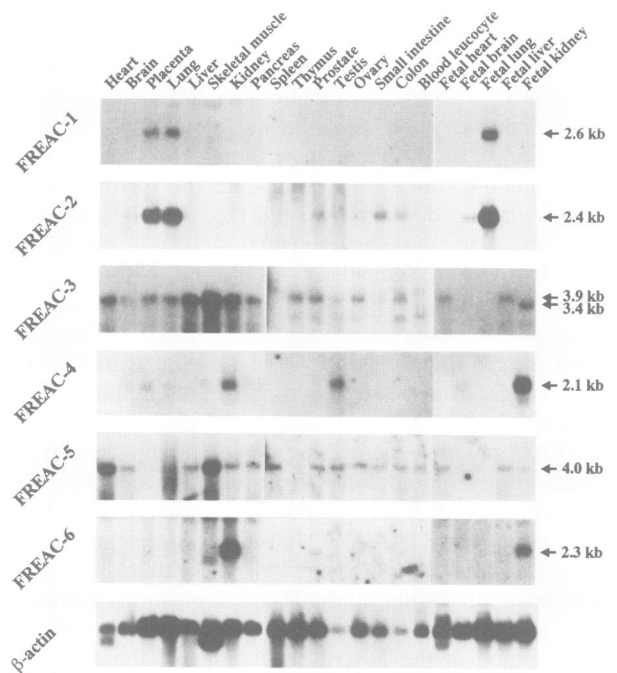 Heart
Brain
Placenta
Lung
Liver
Skeletal muscle
Kidney
Pancreas
Spleen
Thymus
Prostate
Testis
Ovary
Small intestine
Colon
Blood leucocyte
Fetal heart
Fetal brain
Fetal lung
Fetal liver
Fetal kidney
FREAC-1
← 2.6 kb
FREAC-2
← 2.4 kb
FREAC-3
← 3.9 kb
← 3.4 kb
FREAC-4
← 2.1 kb
FREAC-5
← 4.0 kb
FREAC-6
← 2.3 kb
β-actin